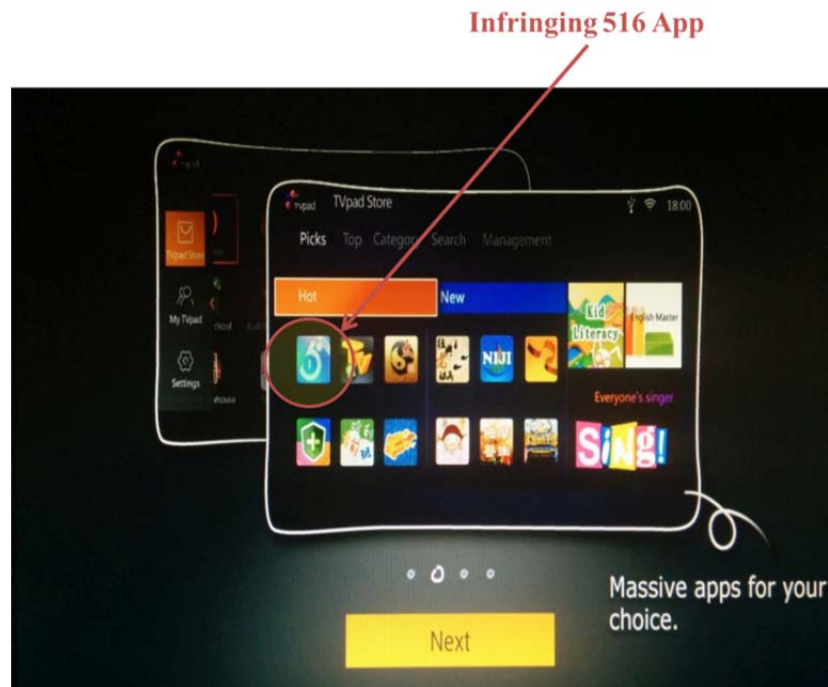 Infringing 516 App
TVpad TVpad Store 18:00
Picks Top Category Search Management
TVpad Store
Hot New
Kid
Literacy
English Master
My TVpad
NIJI
Settings
Everyone's singer
Sing!
Massive apps for your
choice.
Next